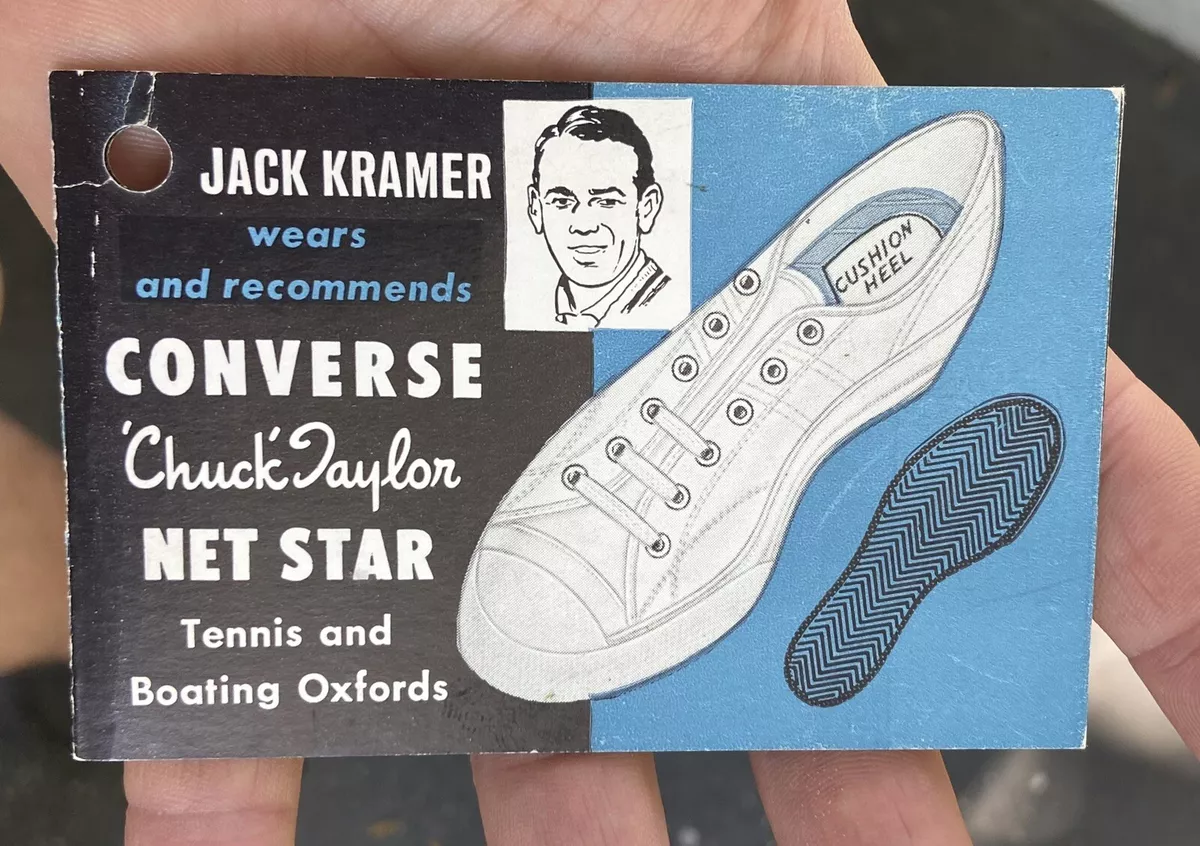 JACK KRAMER
wears
and recommends
CONVERSE
'Chuck' Taylor
NET STAR
Tennis and
Boating Oxfords
CUSHION
HEEL